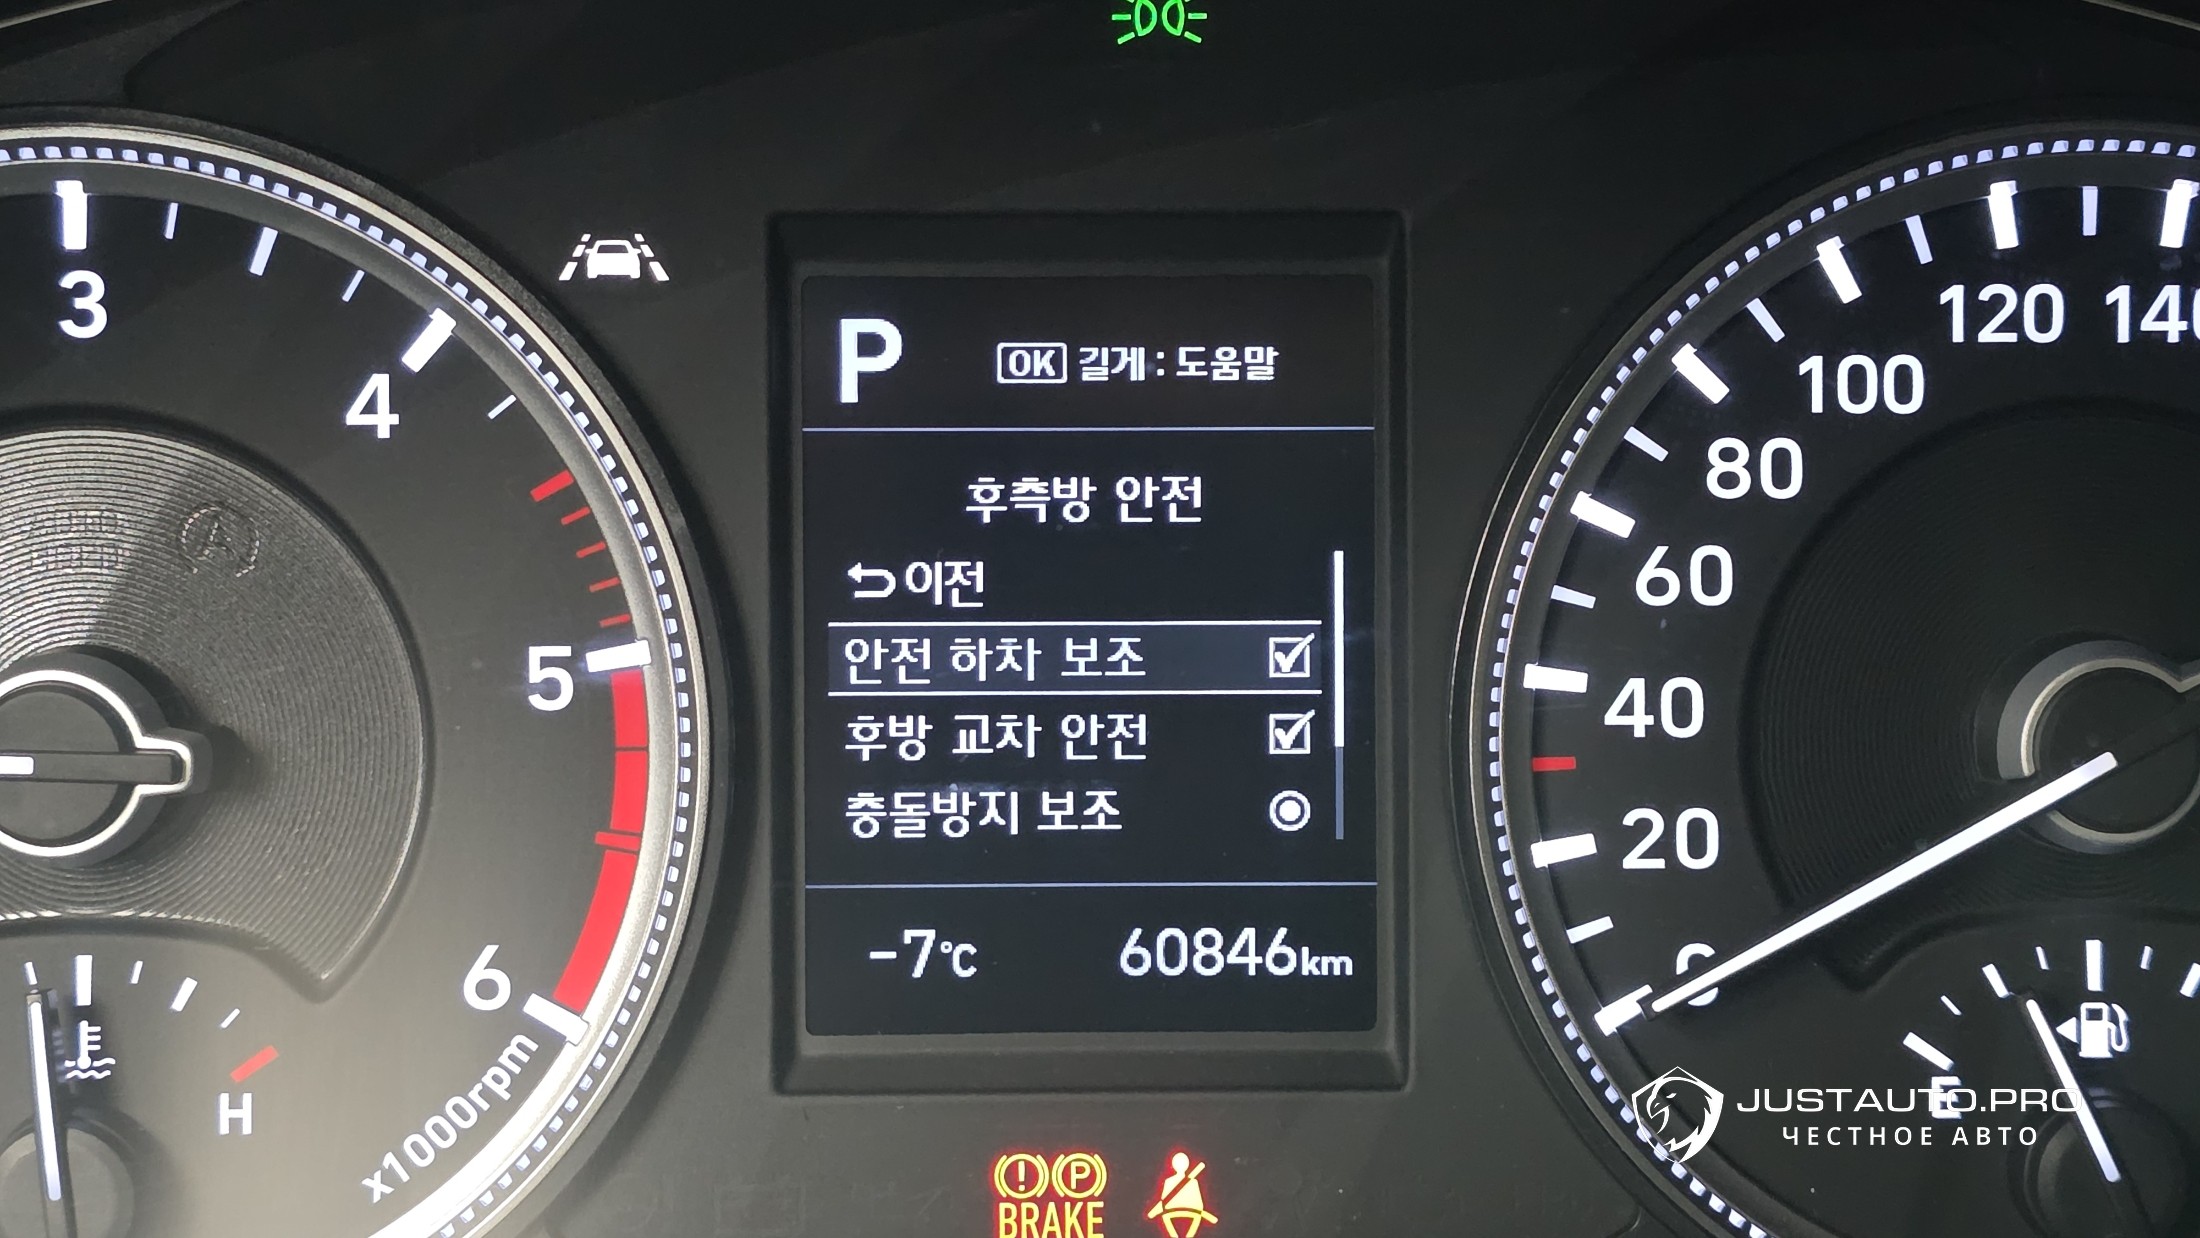 3
4
5
6
x1000rpm
H
P
OK 길게 : 도움말
후측방 안전
이전
안전 하차 보조
후방 교차 안전
충돌방지 보조
-7℃ 60846km
BRAKE
140
120
100
80
60
40
20
0
E
JUSTAUTO.PRO
ЧЕСТНОЕ АВТО